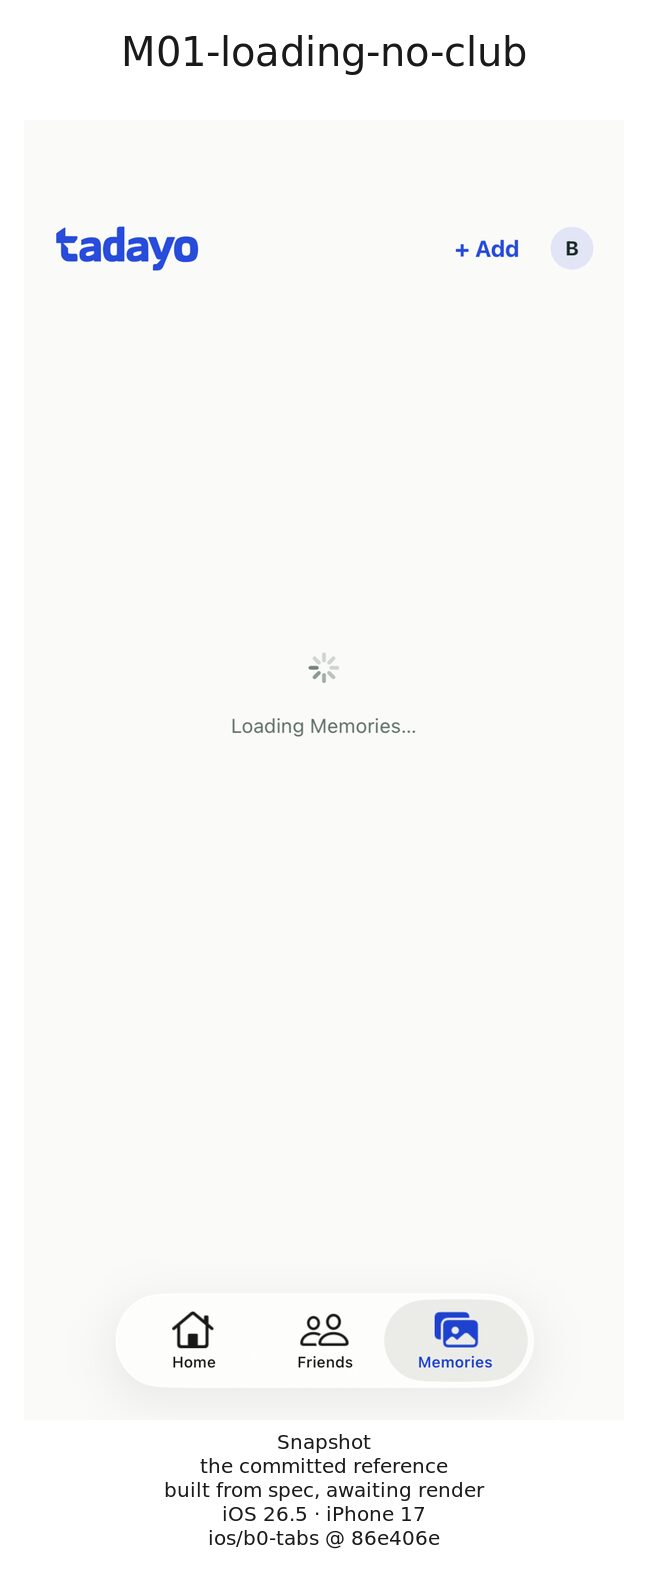 M01-loading-no-club
tadayo
+ Add
B
Loading Memories...
Home
Friends
Memories
Snapshot
the committed reference
built from spec, awaiting render
iOS 26.5 · iPhone 17
ios/b0-tabs @ 86e406e